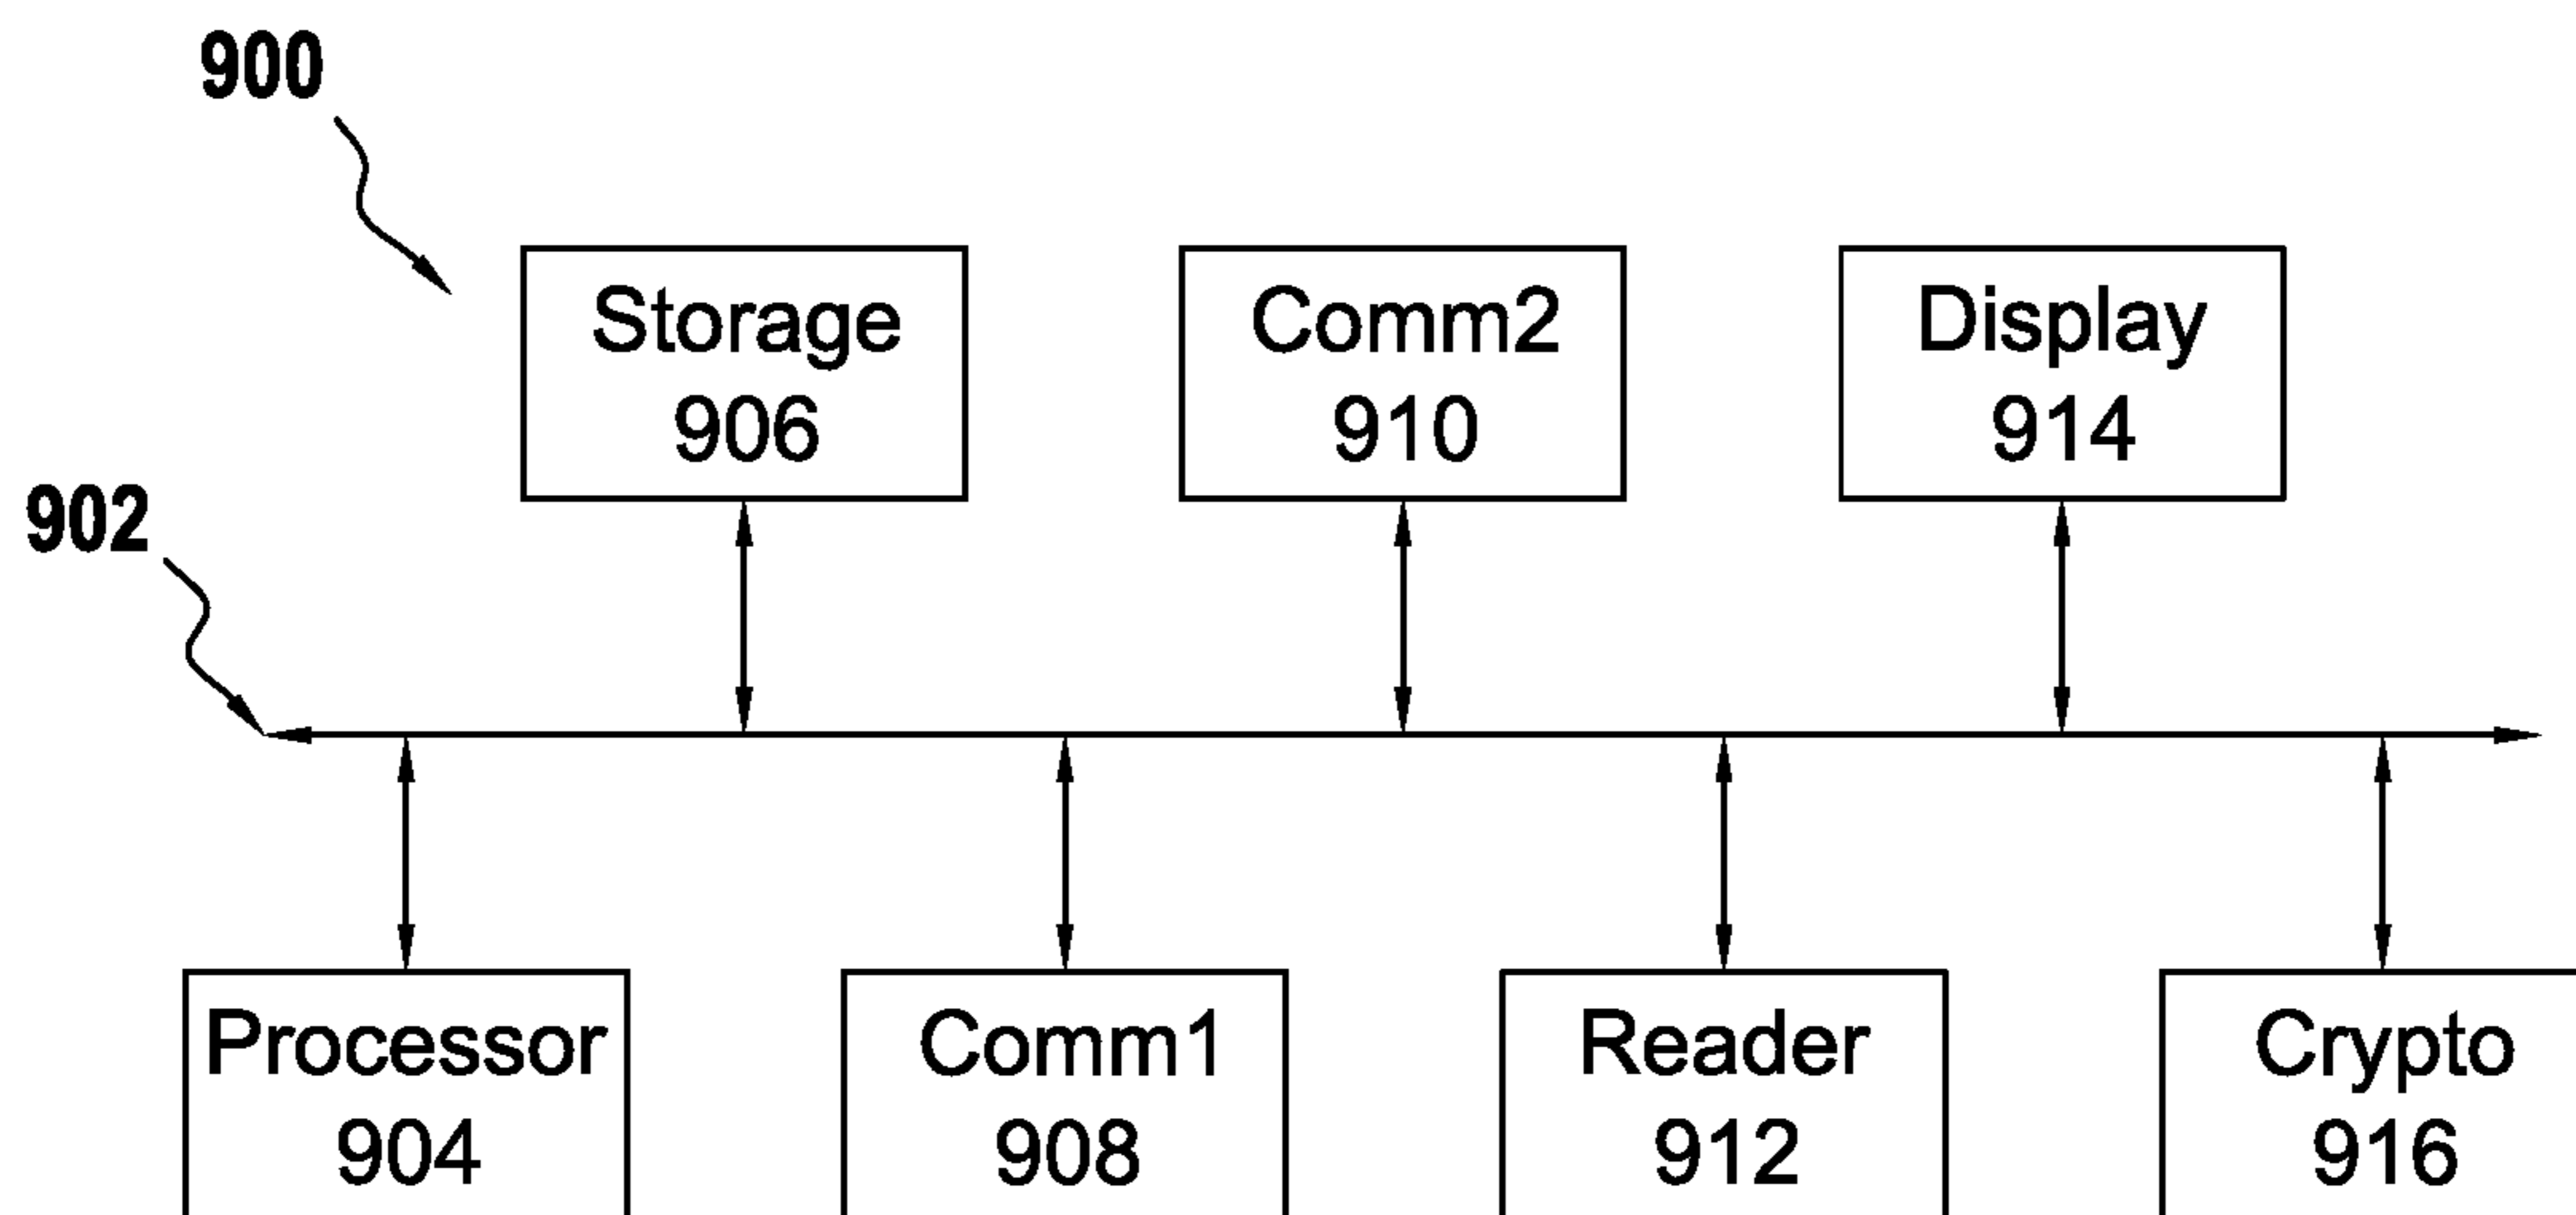 900
Storage
906
Comm2
910
Display
914
902
Processor
904
Comm1
908
Reader
912
Crypto
916